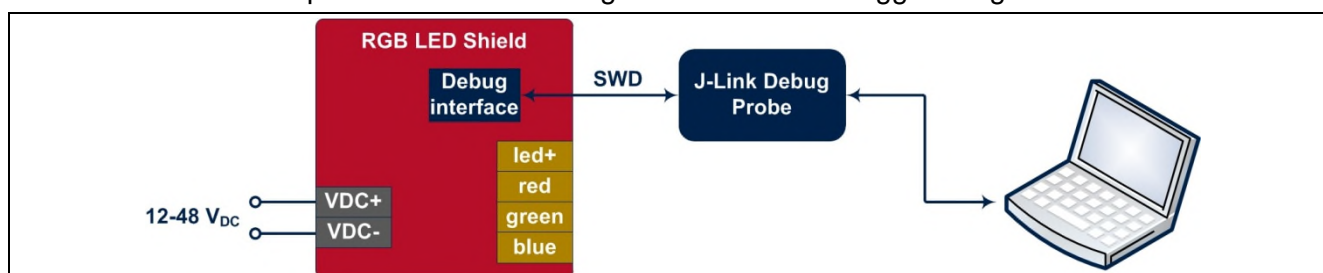 RGB LED Shield
Debug
interface
SWD
J-Link Debug
Probe
led+
red
green
blue
12-48 VDC
VDC+
VDC-